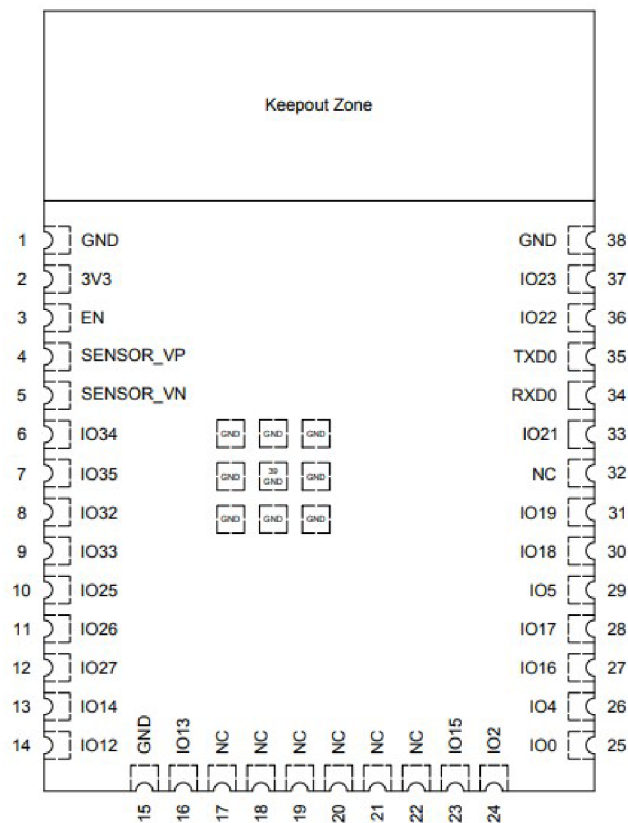 Keepout Zone
1 GND
GND 38
2 3V3
IO23 37
3 EN
IO22 36
4 SENSOR_VP
TXD0 35
5 SENSOR_VN
RXD0 34
6 IO34
GND GND GND
IO21 33
7 IO35
GND 39 GND GND
NC 32
8 IO32
GND GND GND
IO19 31
9 IO33
IO18 30
10 IO25
IO5 29
11 IO26
IO17 28
12 IO27
IO16 27
13 IO14
IO4 26
14 IO12
IO0 25
GND IO13 NC NC NC NC NC NC IO15 IO2
15 16 17 18 19 20 21 22 23 24